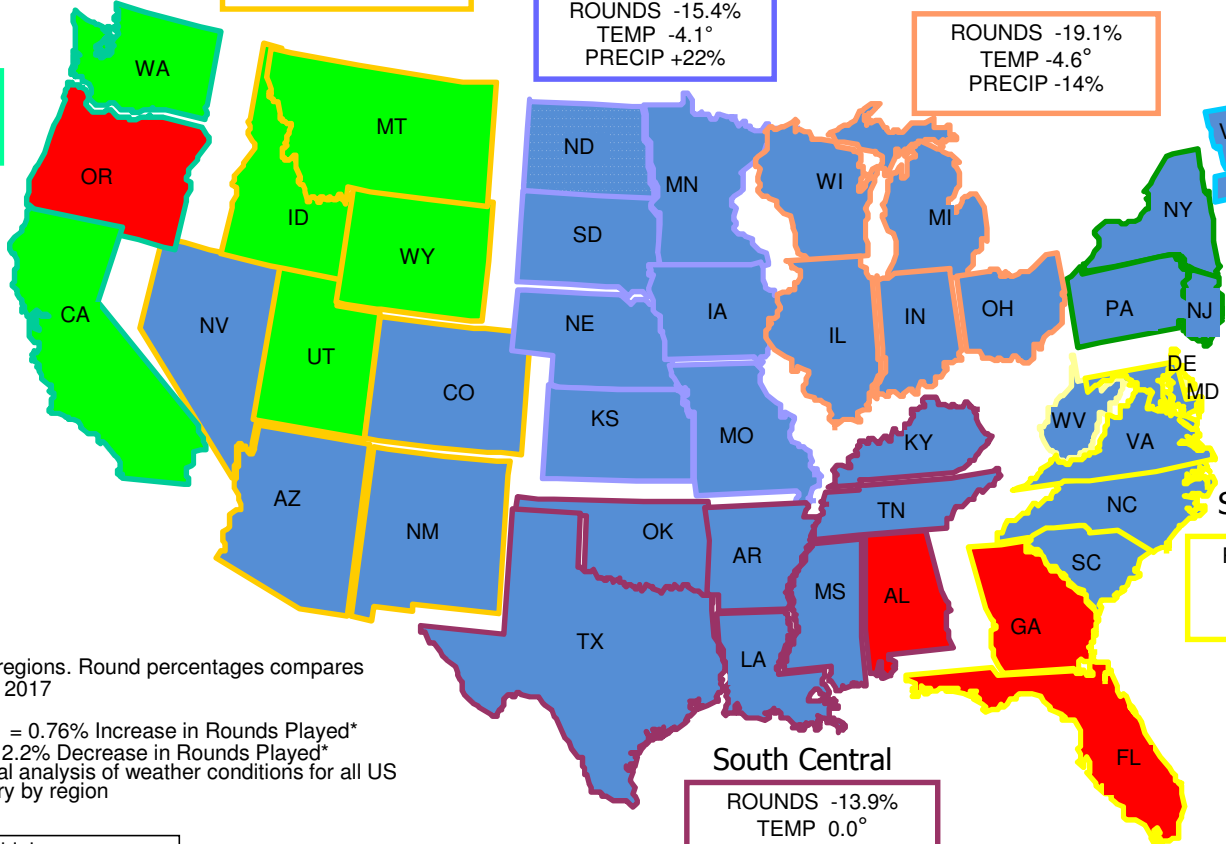 ROUNDS -15.4%
TEMP -4.1°
PRECIP +22%
ROUNDS -19.1%
TEMP -4.6°
PRECIP -14%
WA
MT
OR
ID
WY
CA
NV
UT
CO
AZ
NM
ND
MN
SD
NE
IA
KS
MO
WI
MI
IL
IN
OH
NY
PA
NJ
DE
MD
WV
VA
KY
TN
NC
SC
OK
AR
MS
AL
GA
TX
LA
FL
regions. Round percentages compares
2017
= 0.76% Increase in Rounds Played*
2.2% Decrease in Rounds Played*
al analysis of weather conditions for all US
ry by region
South Central
ROUNDS -13.9%
TEMP 0.0°